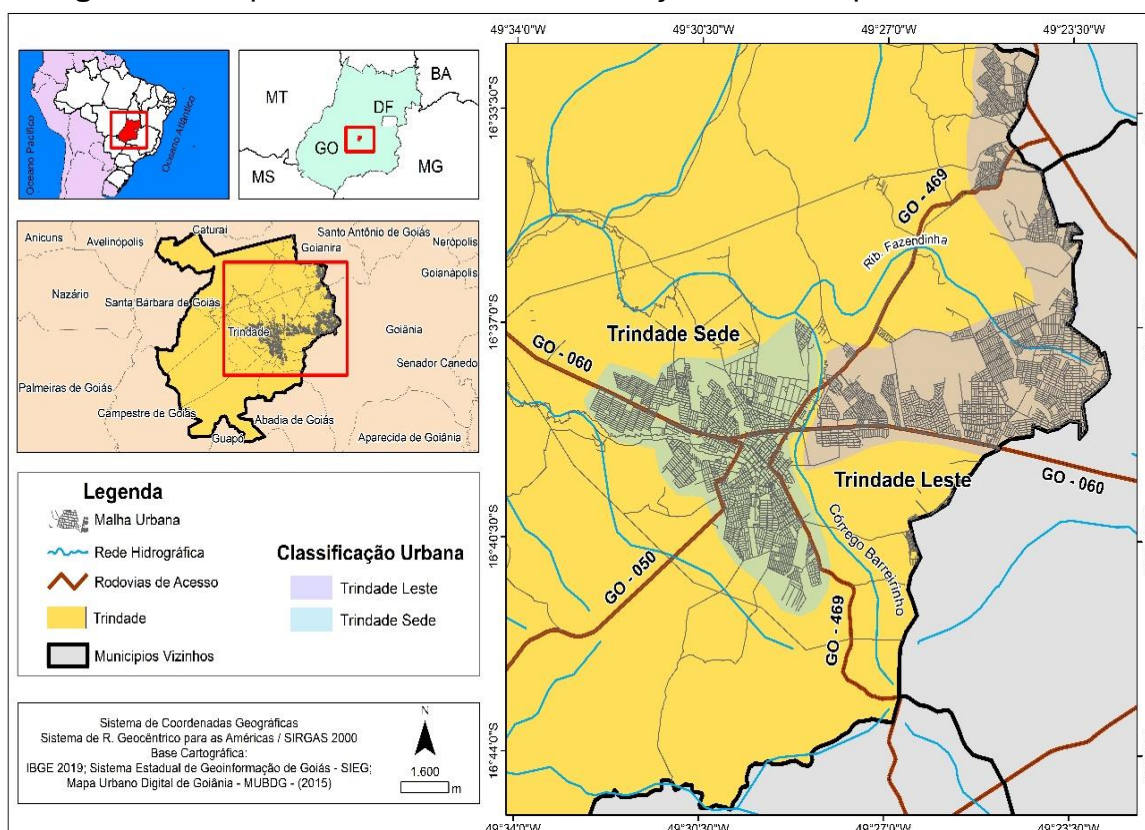 Oceano Pacífico
Oceano Atlântico
MT
BA
DF
GO
MS
MG
Anicuns
Avelinópolis
Caturaí
Santo Antônio de Goiás
Goianira
Nerópolis
Goianápolis
Nazário
Santa Bárbara de Goiás
Trindade
Goiânia
Senador Canedo
Palmeiras de Goiás
Campestre de Goiás
Abadia de Goiás
Guapó
Aparecida de Goiânia
Legenda
Malha Urbana
Rede Hidrográfica
Rodovias de Acesso
Trindade
Municípios Vizinhos
Classificação Urbana
Trindade Leste
Trindade Sede
Sistema de Coordenadas Geográficas
Sistema de R. Geocêntrico para as Américas / SIRGAS 2000
Base Cartográfica:
IBGE 2019; Sistema Estadual de Geoinformação de Goiás - SIEG;
Mapa Urbano Digital de Goiânia - MUBDG - (2015)
N
1.600
m
49°34'0"W
49°30'30"W
49°27'0"W
49°23'30"W
16°33'30"S
16°37'0"S
16°40'30"S
16°44'0"S
GO - 469
Rib. Fazendinha
Trindade Sede
GO - 060
Trindade Leste
GO - 060
Córrego Barreirinho
GO - 050
GO - 469
49°34'0"W
49°30'30"W
49°27'0"W
49°23'30"W